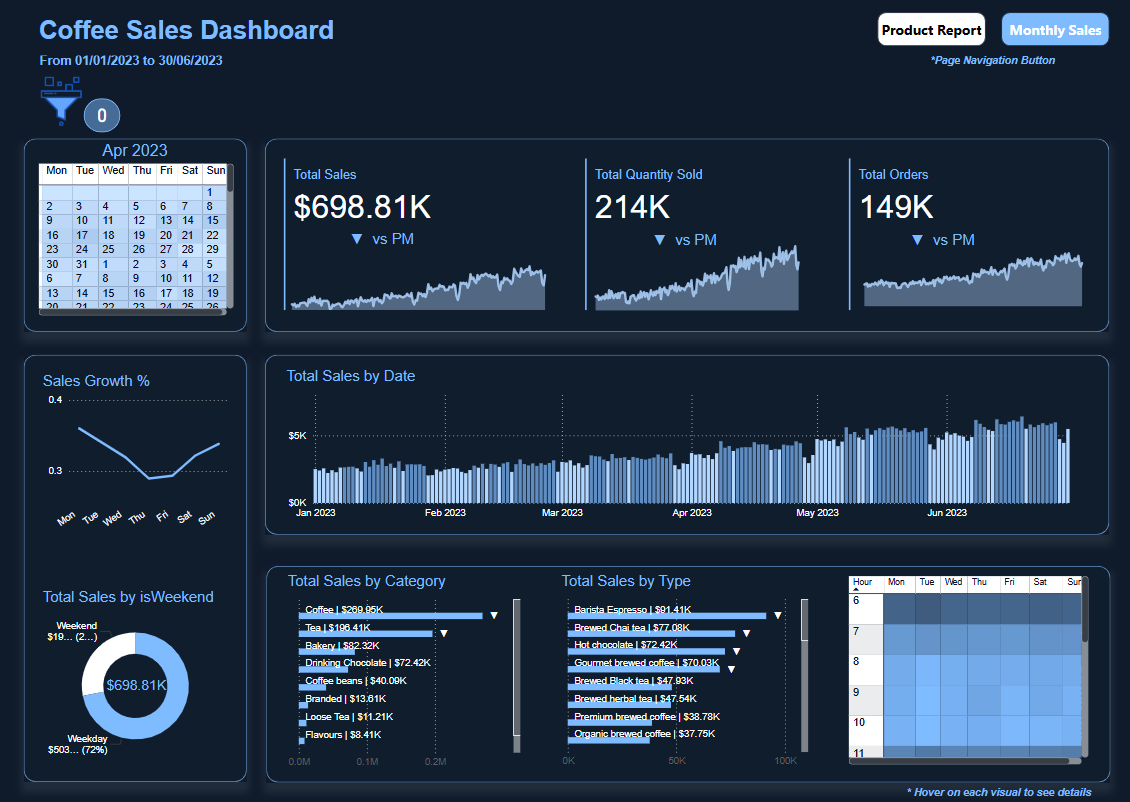 Coffee Sales Dashboard
From 01/01/2023 to 30/06/2023
Product Report
Monthly Sales
*Page Navigation Button
0
Apr 2023
Mon Tue Wed Thu Fri Sat Sun
1
2 3 4 5 6 7 8
9 10 11 12 13 14 15
16 17 18 19 20 21 22
23 24 25 26 27 28 29
30 31 1 2 3 4 5
6 7 8 9 10 11 12
13 14 15 16 17 18 19
20 21 22 23 24 25 26
Total Sales
$698.81K
▼ vs PM
Total Quantity Sold
214K
▼ vs PM
Total Orders
149K
▼ vs PM
Sales Growth %
0.4
0.3
Mon Tue Wed Thu Fri Sat Sun
Total Sales by isWeekend
Weekend
$19... (2...)
$698.81K
Weekday
$503... (72%)
Total Sales by Date
$5K
$0K
Jan 2023 Feb 2023 Mar 2023 Apr 2023 May 2023 Jun 2023
Total Sales by Category
Coffee | $269.95K
Tea | $196.41K
Bakery | $82.32K
Drinking Chocolate | $72.42K
Coffee beans | $40.09K
Branded | $13.61K
Loose Tea | $11.21K
Flavours | $8.41K
0.0M 0.1M 0.2M
Total Sales by Type
Barista Espresso | $91.41K
Brewed Chai tea | $77.08K
Hot chocolate | $72.42K
Gourmet brewed coffee | $70.03K
Brewed Black tea | $47.93K
Brewed herbal tea | $47.54K
Premium brewed coffee | $38.78K
Organic brewed coffee | $37.75K
0K 50K 100K
Hour Mon Tue Wed Thu Fri Sat Sun
6
7
8
9
10
11
* Hover on each visual to see details